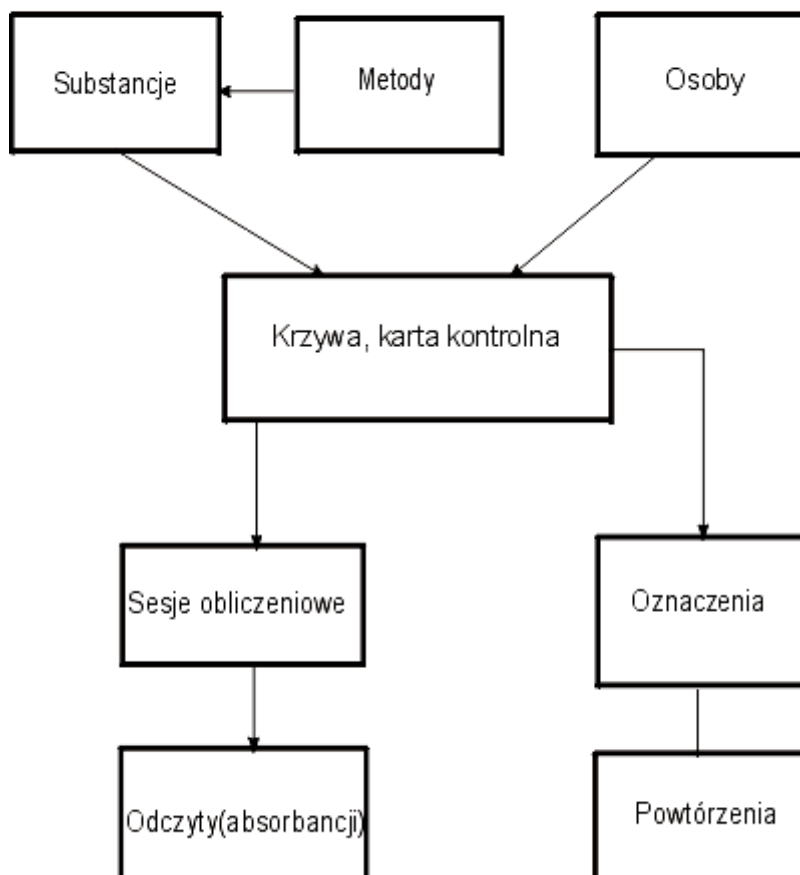 Substancje
Metody
Osoby
Krzywa, karta kontrolna
Sesje obliczeniowe
Oznaczenia
Odczyty(absorbancji)
Powtórzenia